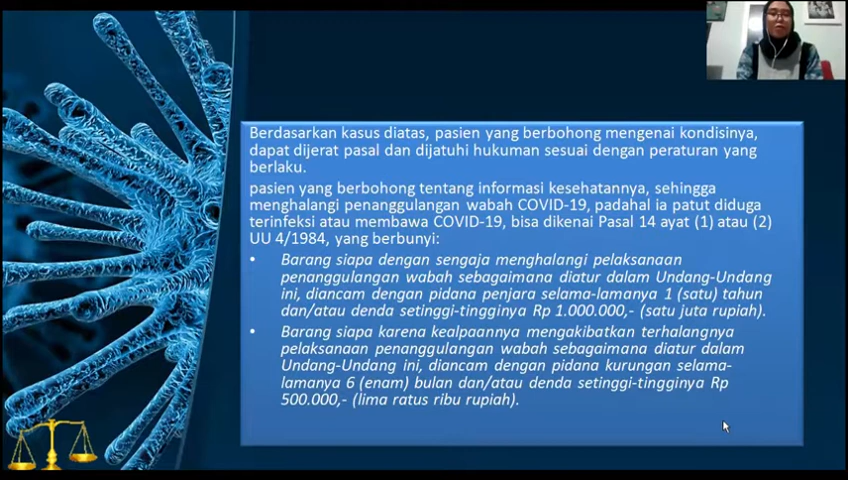 Berdasarkan kasus diatas, pasien yang berbohong mengenai kondisinya,
dapat dijerat pasal dan dijatuhi hukuman sesuai dengan peraturan yang
berlaku.
pasien yang berbohong tentang informasi kesehatannya, sehingga
menghalangi penanggulangan wabah COVID-19, padahal ia patut diduga
terinfeksi atau membawa COVID-19, bisa dikenai Pasal 14 ayat (1) atau (2)
UU 4/1984, yang berbunyi:
• Barang siapa dengan sengaja menghalangi pelaksanaan
penanggulangan wabah sebagaimana diatur dalam Undang-Undang
ini, diancam dengan pidana penjara selama-lamanya 1 (satu) tahun
dan/atau denda setinggi-tingginya Rp 1.000.000,- (satu juta rupiah).
• Barang siapa karena kealpaannya mengakibatkan terhalangnya
pelaksanaan penanggulangan wabah sebagaimana diatur dalam
Undang-Undang ini, diancam dengan pidana kurungan selama-
lamanya 6 (enam) bulan dan/atau denda setinggi-tingginya Rp
500.000,- (lima ratus ribu rupiah).